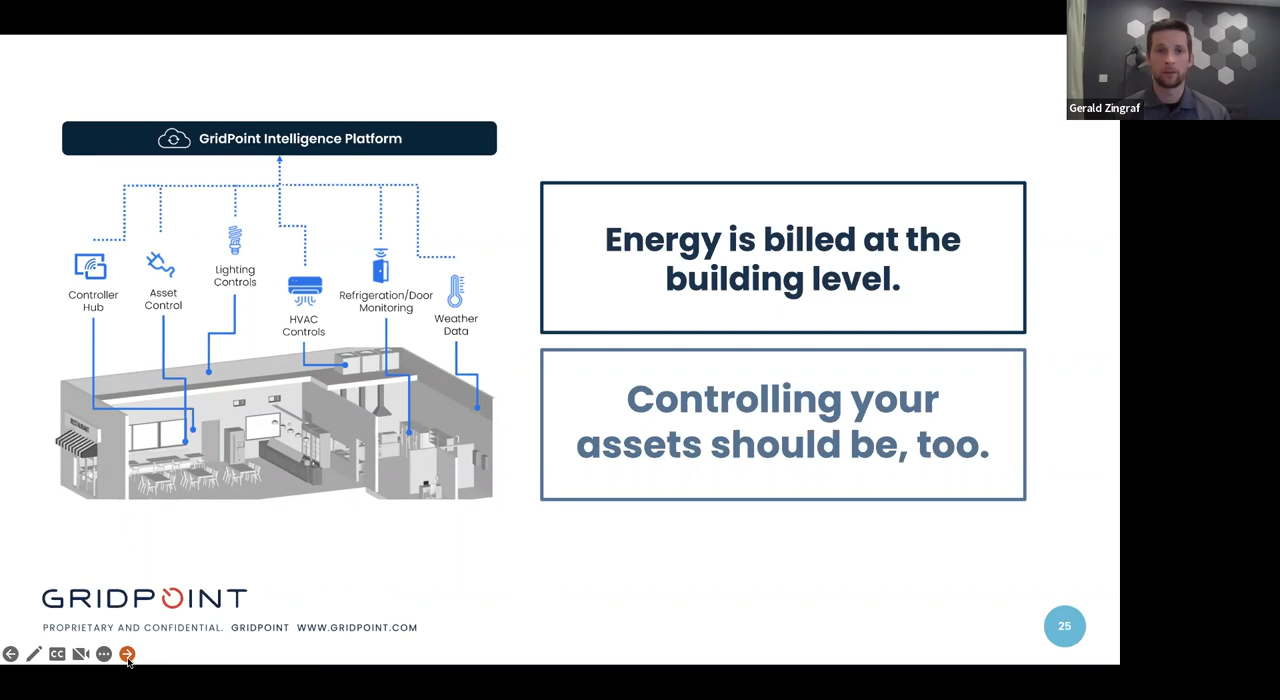 Gerald Zingraf
GridPoint Intelligence Platform
Controller
Hub
Asset
Control
Lighting
Controls
HVAC
Controls
Refrigeration/Door
Monitoring
Weather
Data
RESTAURANT
Energy is billed at the
building level.
Controlling your
assets should be, too.
GRIDPOINT
PROPRIETARY AND CONFIDENTIAL. GRIDPOINT WWW.GRIDPOINT.COM
25
CC